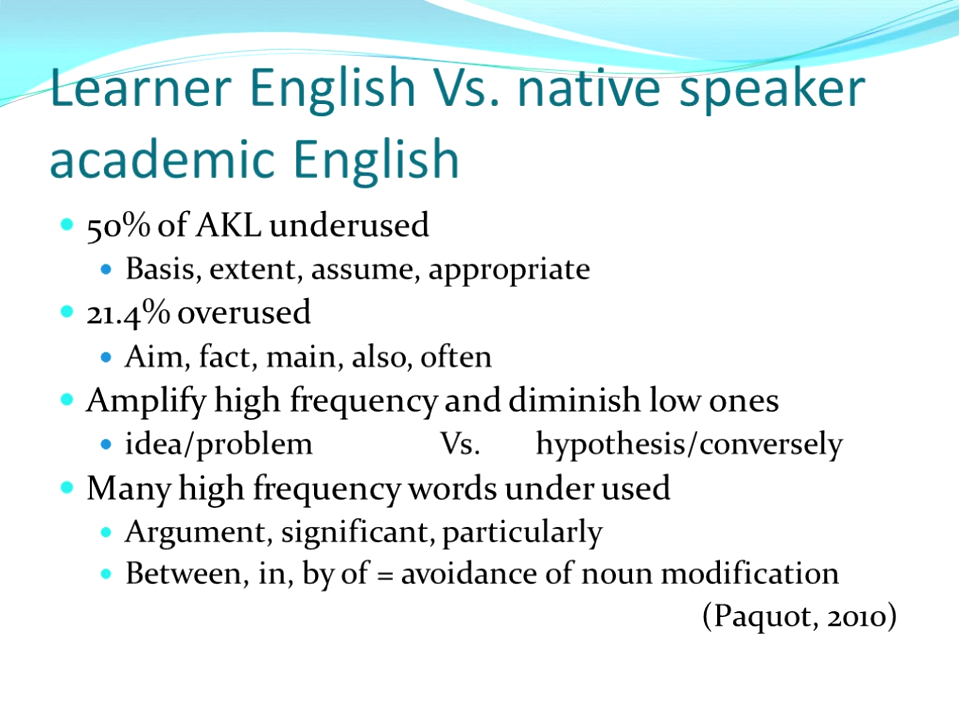 Learner English Vs. native speaker
academic English
50% of AKL underused
Basis, extent, assume, appropriate
21.4% overused
Aim, fact, main, also, often
Amplify high frequency and diminish low ones
idea/problem Vs. hypothesis/conversely
Many high frequency words under used
Argument, significant, particularly
Between, in, by of = avoidance of noun modification
(Paquot, 2010)